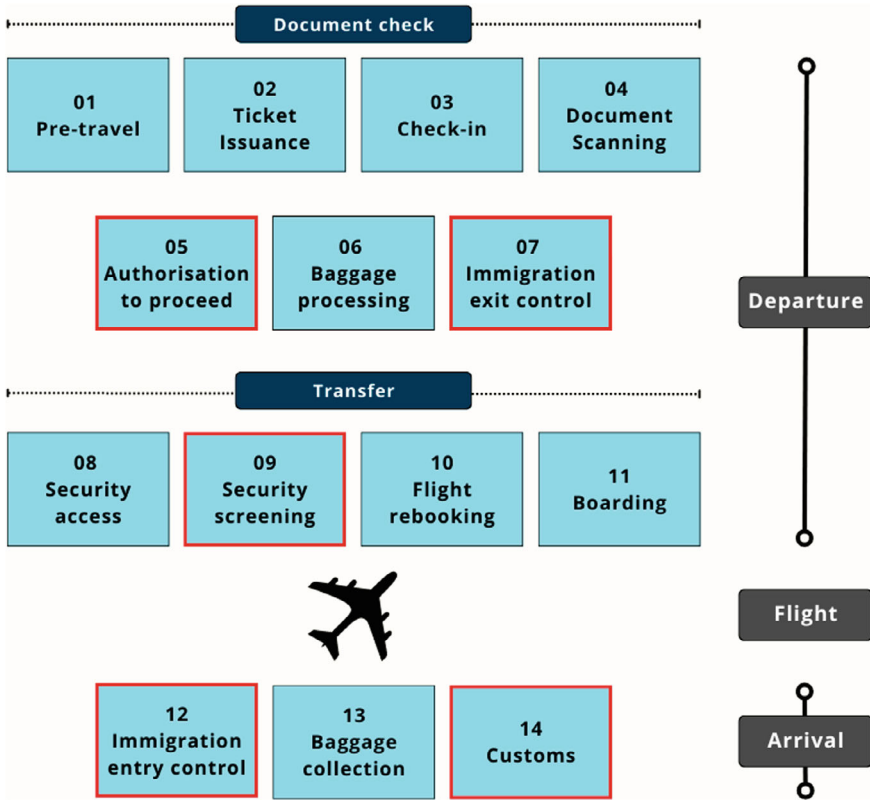 Document check
01
Pre-travel
02
Ticket
Issuance
03
Check-in
04
Document
Scanning
05
Authorisation
to proceed
06
Baggage
processing
07
Immigration
exit control
Departure
Transfer
08
Security
access
09
Security
screening
10
Flight
rebooking
11
Boarding
Flight
12
Immigration
entry control
13
Baggage
collection
14
Customs
Arrival